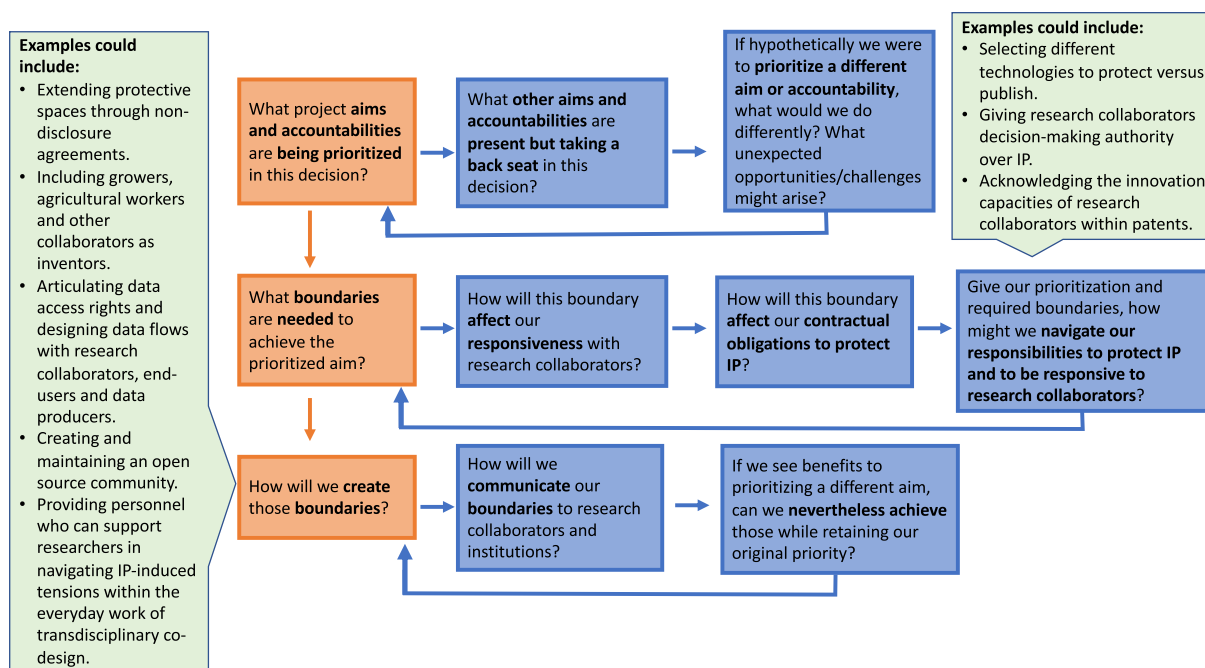 Examples could
include:
• Extending protective
spaces through non-
disclosure
agreements.
• Including growers,
agricultural workers
and other
collaborators as
inventors.
• Articulating data
access rights and
designing data flows
with research
collaborators, end-
users and data
producers.
• Creating and
maintaining an open
source community.
• Providing personnel
who can support
researchers in
navigating IP-induced
tensions within the
everyday work of
transdisciplinary co-
design.
What project aims
and accountabilities
are being prioritized
in this decision?
What other aims and
accountabilities are
present but taking a
back seat in this
decision?
If hypothetically we were
to prioritize a different
aim or accountability,
what would we do
differently? What
unexpected
opportunities/challenges
might arise?
Examples could include:
• Selecting different
technologies to protect versus
publish.
• Giving research collaborators
decision-making authority
over IP.
• Acknowledging the innovation
capacities of research
collaborators within patents.
What boundaries
are needed to
achieve the
prioritized aim?
How will this boundary
affect our
responsiveness with
research collaborators?
How will this boundary
affect our contractual
obligations to protect
IP?
Give our prioritization and
required boundaries, how
might we navigate our
responsibilities to protect IP
and to be responsive to
research collaborators?
How will we create
those boundaries?
How will we
communicate our
boundaries to research
collaborators and
institutions?
If we see benefits to
prioritizing a different aim,
can we nevertheless achieve
those while retaining our
original priority?